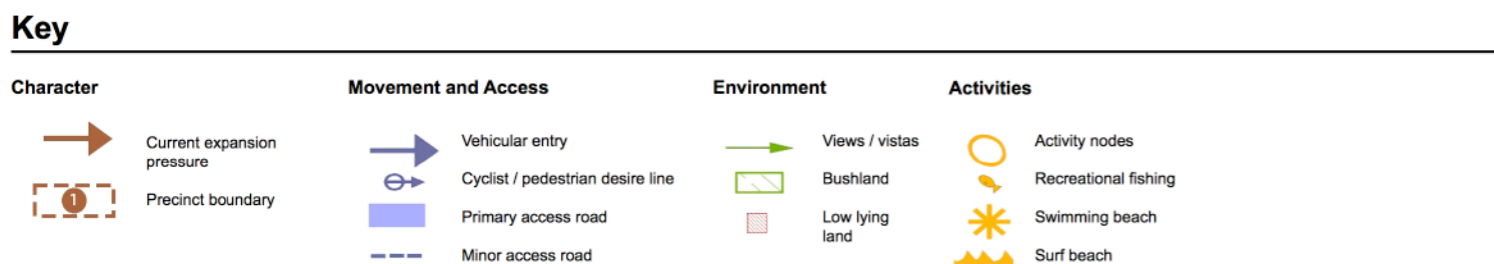 Key
Character
Current expansion
pressure
1
Precinct boundary
Movement and Access
Vehicular entry
Cyclist / pedestrian desire line
Primary access road
Minor access road
Environment
Views / vistas
Bushland
Low lying
land
Activities
Activity nodes
Recreational fishing
Swimming beach
Surf beach